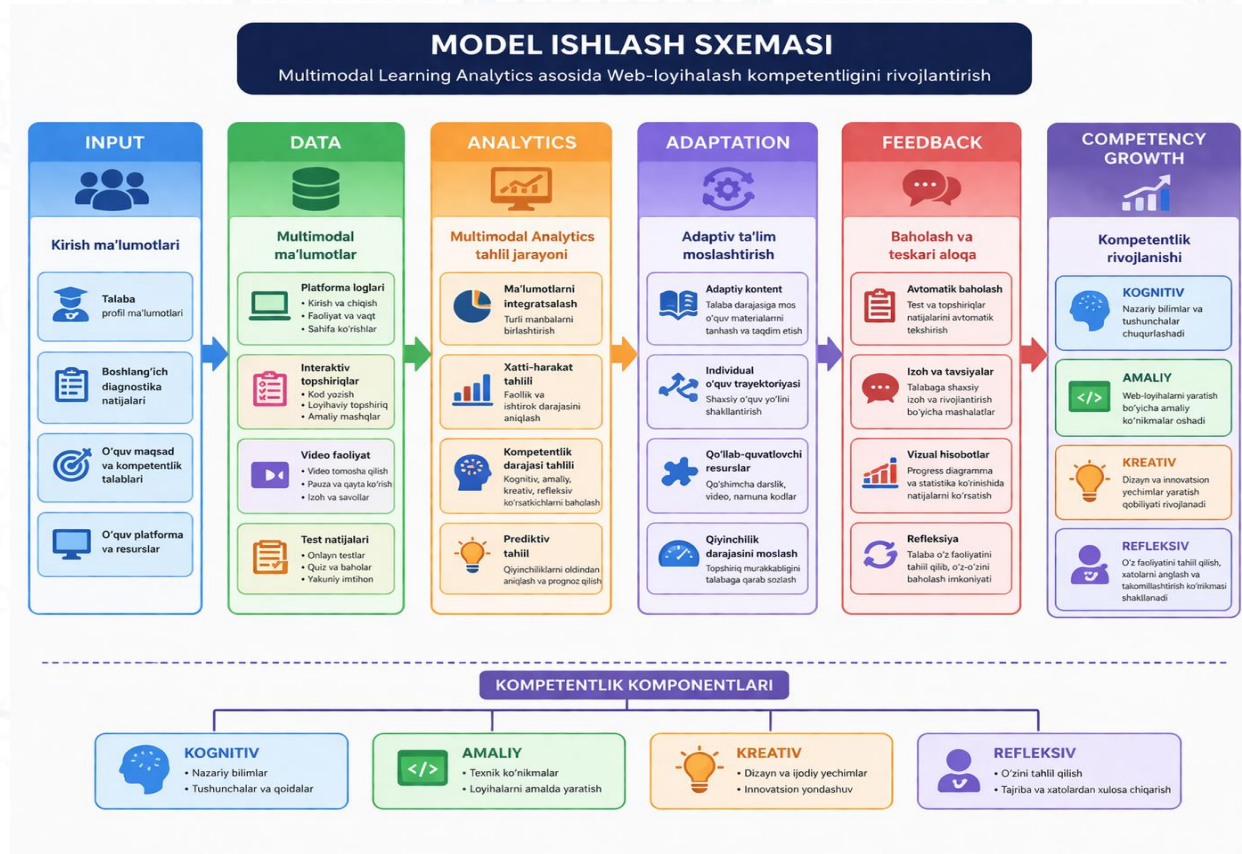 MODEL ISHLASH SXEMASI
Multimodal Learning Analytics asosida Web-loyihalash kompetentligini rivojlantirish
INPUT
Kirish ma'lumotlari
Talaba
profil ma'lumotlari
Boshlang'ich
diagnostika
natijalari
O'quv maqsad
va kompetentlik
talablari
O'quv platforma
va resurslar
DATA
Multimodal
ma'lumotlar
Platforma loglari
• Kirish va chiqish
• Faoliyat va vaqt
• Sahifa ko'rishlar
Interaktiv
topshiriqlar
• Kod yozish
• Loyihaviy topshiriq
• Amaliy mashqlar
Video faoliyat
• Video tomosha qilish
• Pauza va qayta ko'rish
• Izoh va savollar
Test natijalari
• Onlayn testlar
• Quiz va baholar
• Yakuniy imtihon
ANALYTICS
Multimodal Analytics
tahlil jarayoni
Ma'lumotlarni
integratsalash
Turli manbalarni
birlashtirish
Xatti-harakat
tahlili
Faollik va
ishtirok darajasini
aniqlash
Kompetentlik
darajasi tahlili
Kognitiv, amaliy,
kreativ, refleksiv
ko'rsatkichlarni baholash
Prediktiv
tahlil
Qiyinchiliklarni oldindan
aniqlash va prognoz qilish
ADAPTATION
Adaptiv ta'lim
moslashtirish
Adaptiy kontent
Talaba darajasiga mos
o'quv materialarni
tanhash va taqdim etish
Individual
o'quv trayektoriyasi
Shaxsiy o'quv yo'lini
shakllantirish
Qo'llab-quvatlovchi
resurslar
Qo'shimcha darslik,
video, namuna kodlar
Qiyinchilik
darajasini moslash
Topshiriq murakkabligini
talabaga qarab sozlash
FEEDBACK
Baholash va
teskari aloqa
Avtomatik baholash
Test va topshiriqlar
natijalarini avtomatik
tekshirish
Izoh va tavsiyalar
Talabaga shaxsiy
izoh va rivojlantirish
bo'yicha mashalatlar
Vizual hisobotlar
Progress diagramma
va statistika ko'rinishida
natijalarni ko'rsatish
Refleksiya
Talaba o'z faoliyatini
tahlil qilib, o'z-o'zini
baholash imkoniyati
COMPETENCY
GROWTH
Kompetentlik
rivojlanishi
KOGNITIV
Nazariy bilimlar va
tushunchalar
chuqurlashadi
</>
AMALIY
Web-loyihalarni yaratish
bo'yicha amaliy
ko'nikmalar oshadi
KREATIV
Dizayn va innovatsion
yechimlar yaratish
qobiliyati rivojlanadi
REFLEKSIV
O'z faoliyatini tahlil qilish,
xatolarni anglash va
takomillashtirish ko'nikmasi
shakllanadi
KOMPETENTLIK KOMPONENTLARI
KOGNITIV
• Nazariy bilimlar
• Tushunchalar va qoidalar
</>
AMALIY
• Texnik ko'nikmalar
• Loyihalarni amalda yaratish
KREATIV
• Dizayn va ijodiy yechimlar
• Innovatsion yondashuv
REFLEKSIV
• O'zini tahlil qilish
• Tajriba va xatolardan xulosa chiqarish